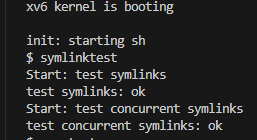 xv6 kernel is booting

init: starting sh
$ symlinktest
Start: test symlinks
test symlinks: ok
Start: test concurrent symlinks
test concurrent symlinks: ok